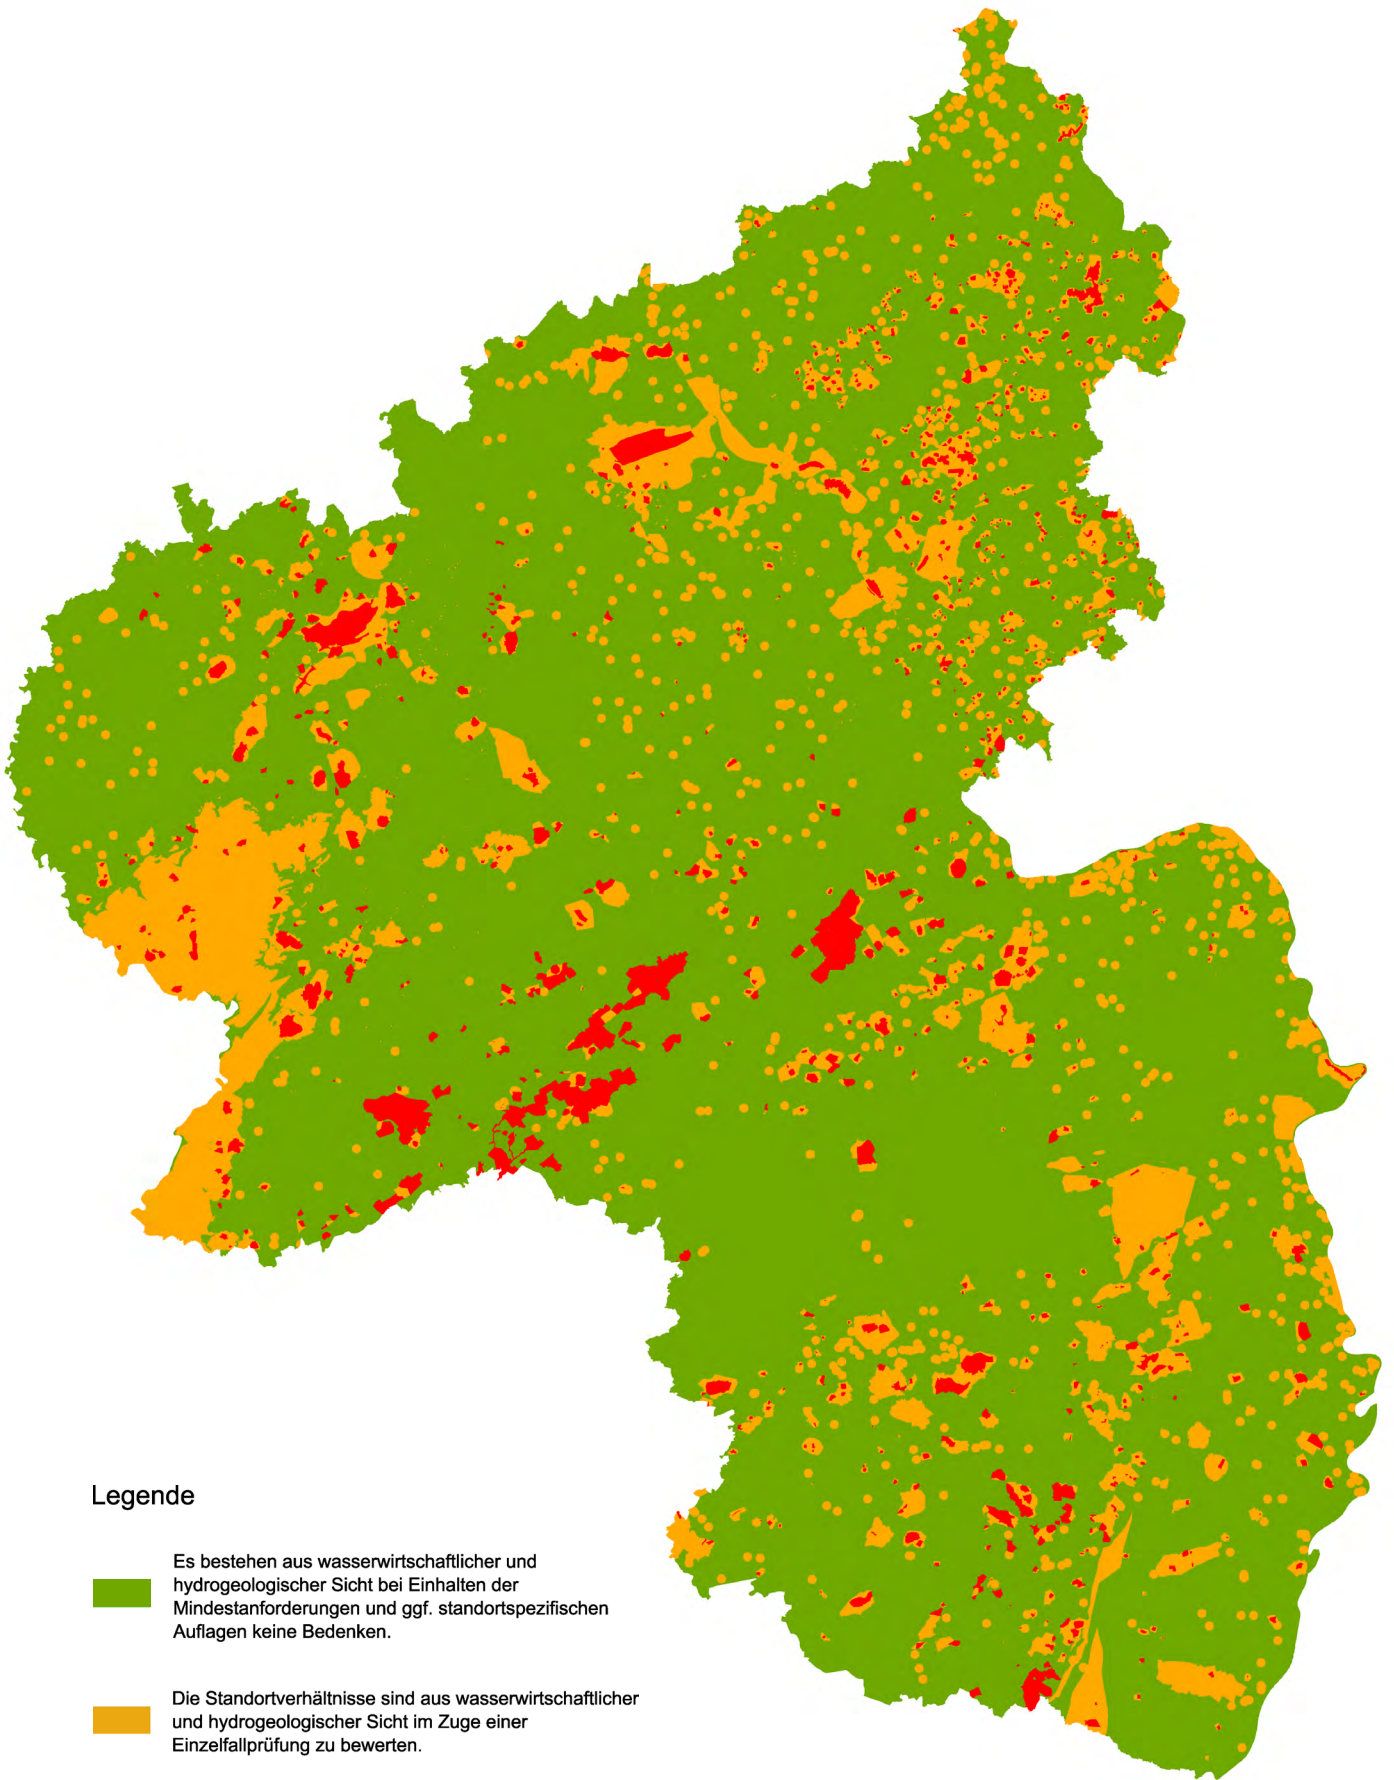 Legende
Es bestehen aus wasserwirtschaftlicher und
hydrogeologischer Sicht bei Einhalten der
Mindestanforderungen und ggf. standortspezifischen
Auflagen keine Bedenken.
Die Standortverhältnisse sind aus wasserwirtschaftlicher
und hydrogeologischer Sicht im Zuge einer
Einzelfallprüfung zu bewerten.